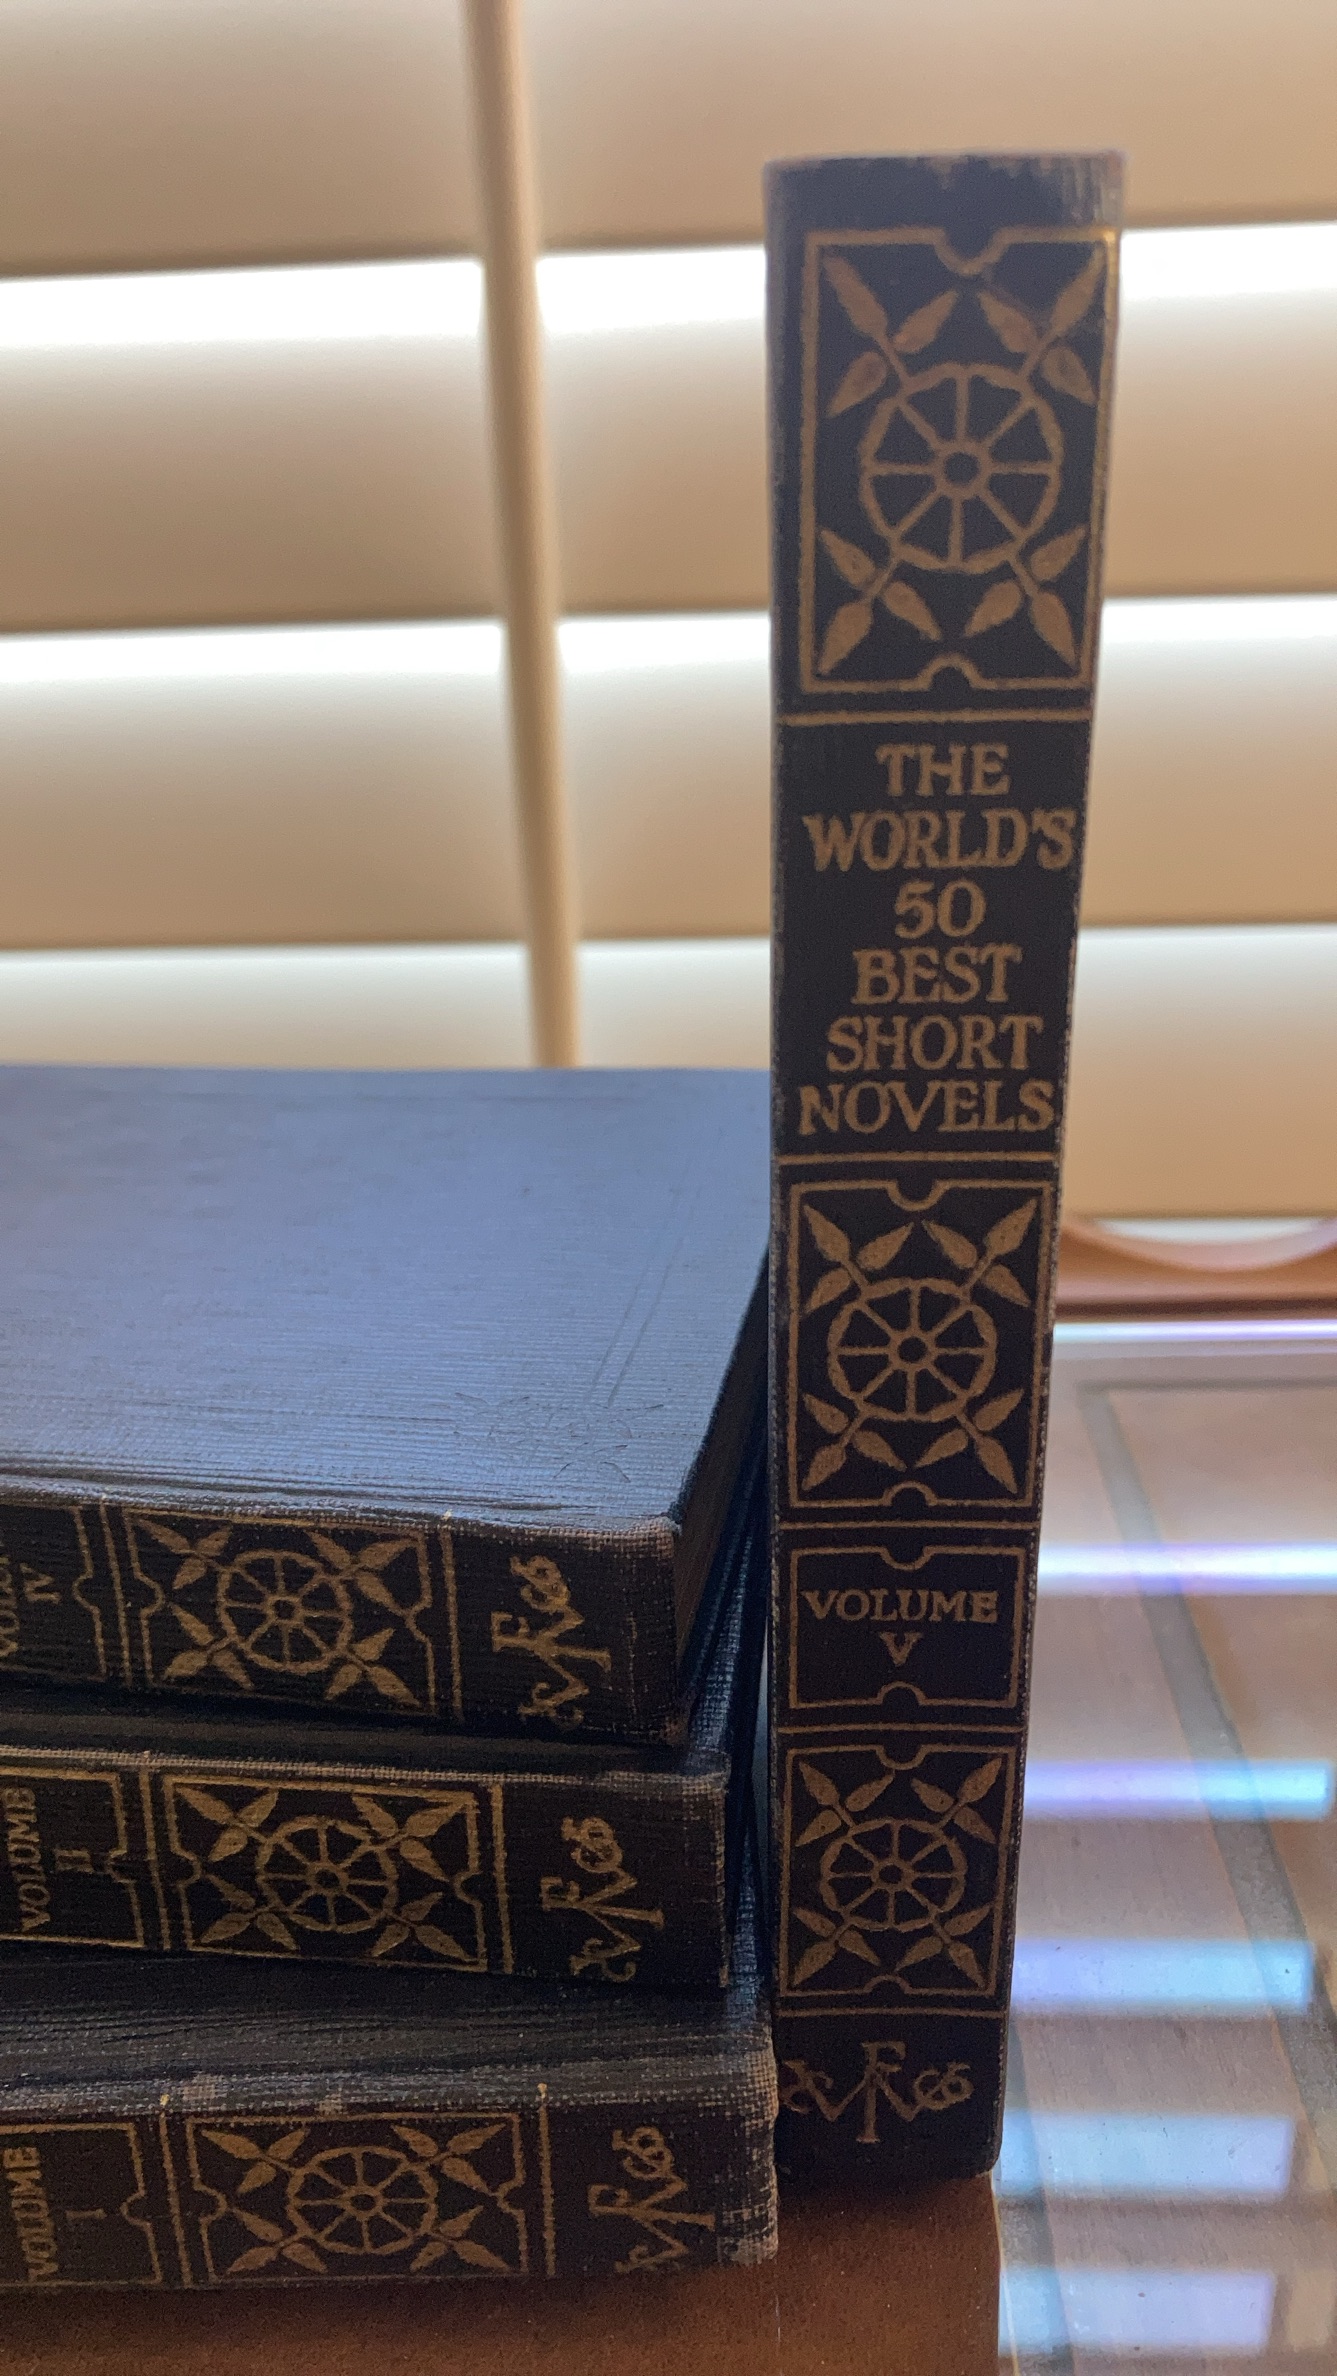 THE
WORLD'S
50
BEST
SHORT
NOVELS
VOLUME
V
IV
VOLUME
II
VOLUME
I